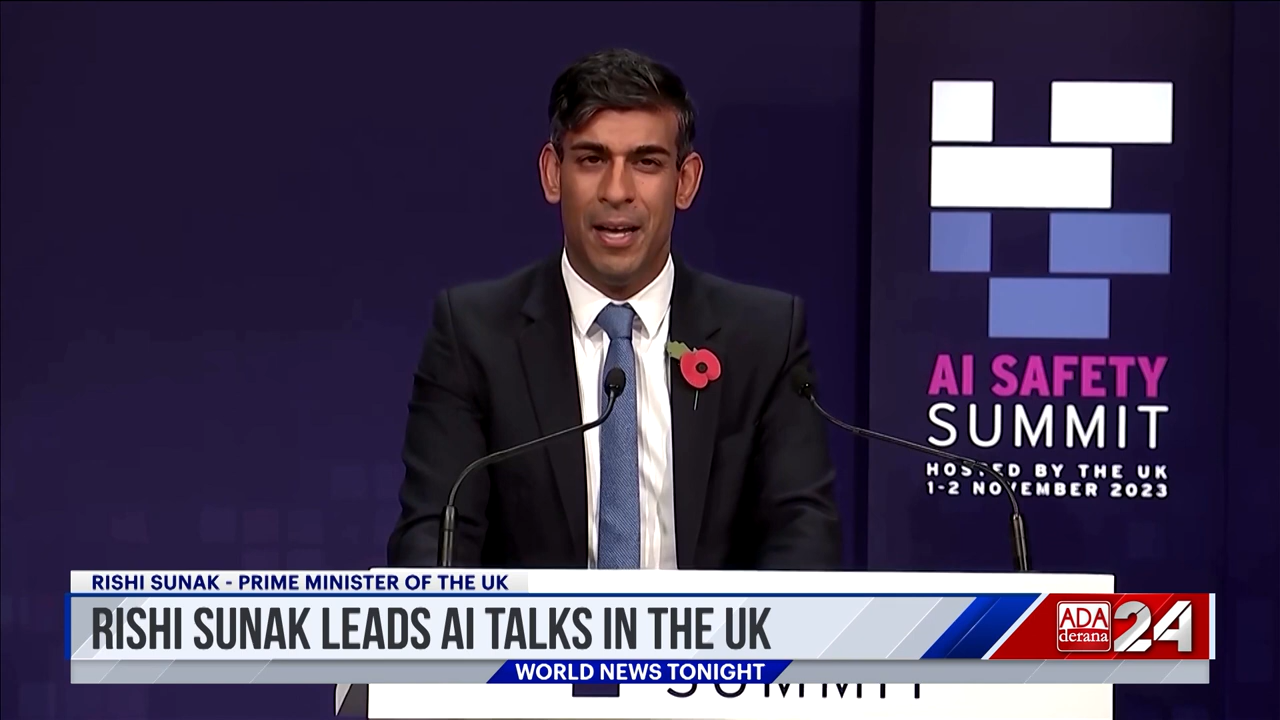 AI SAFETY
SUMMIT
HOSTED BY THE UK
1-2 NOVEMBER 2023
RISHI SUNAK - PRIME MINISTER OF THE UK
RISHI SUNAK LEADS AI TALKS IN THE UK
ADA
derana
24
WORLD NEWS TONIGHT
SUMMIT